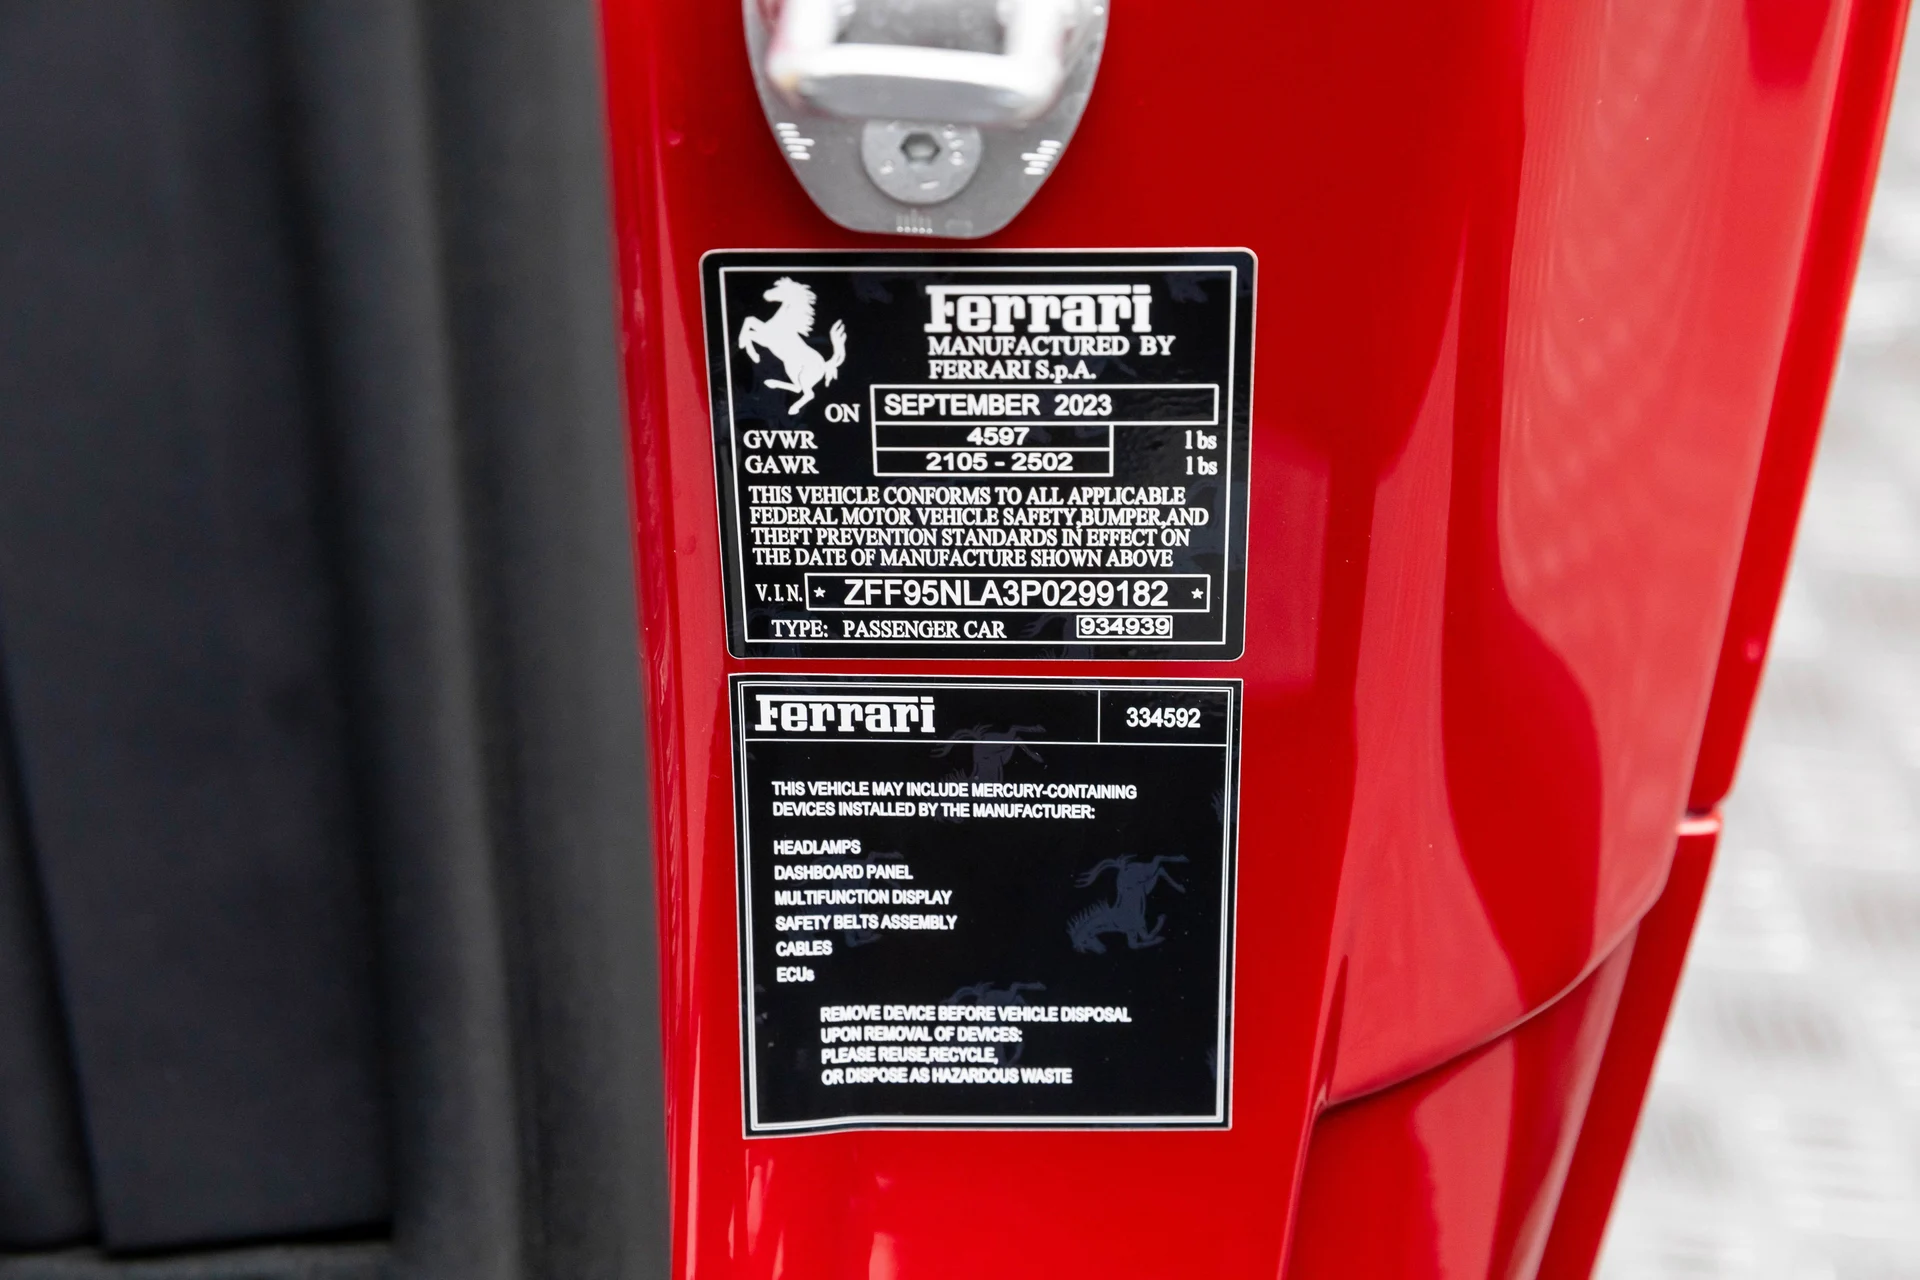 Ferrari
MANUFACTURED BY
FERRARI S.p.A.
ON SEPTEMBER 2023
GVWR 4597 lbs
GAWR 2105 - 2502 lbs
THIS VEHICLE CONFORMS TO ALL APPLICABLE
FEDERAL MOTOR VEHICLE SAFETY,BUMPER,AND
THEFT PREVENTION STANDARDS IN EFFECT ON
THE DATE OF MANUFACTURE SHOWN ABOVE
V.I.N. * ZFF95NLA3P0299182 *
TYPE: PASSENGER CAR 934939
Ferrari 334592
THIS VEHICLE MAY INCLUDE MERCURY-CONTAINING
DEVICES INSTALLED BY THE MANUFACTURER:
HEADLAMPS
DASHBOARD PANEL
MULTIFUNCTION DISPLAY
SAFETY BELTS ASSEMBLY
CABLES
ECUs
REMOVE DEVICE BEFORE VEHICLE DISPOSAL
UPON REMOVAL OF DEVICES:
PLEASE REUSE,RECYCLE,
OR DISPOSE AS HAZARDOUS WASTE